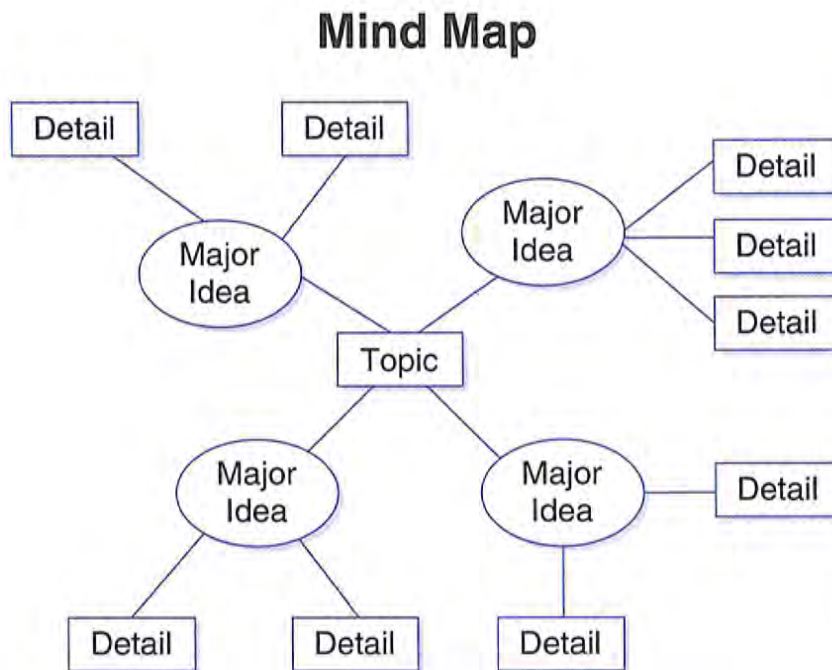 Mind Map
Detail
Detail
Major
Idea
Major
Idea
Detail
Detail
Detail
Topic
Major
Idea
Major
Idea
Detail
Detail
Detail
Detail